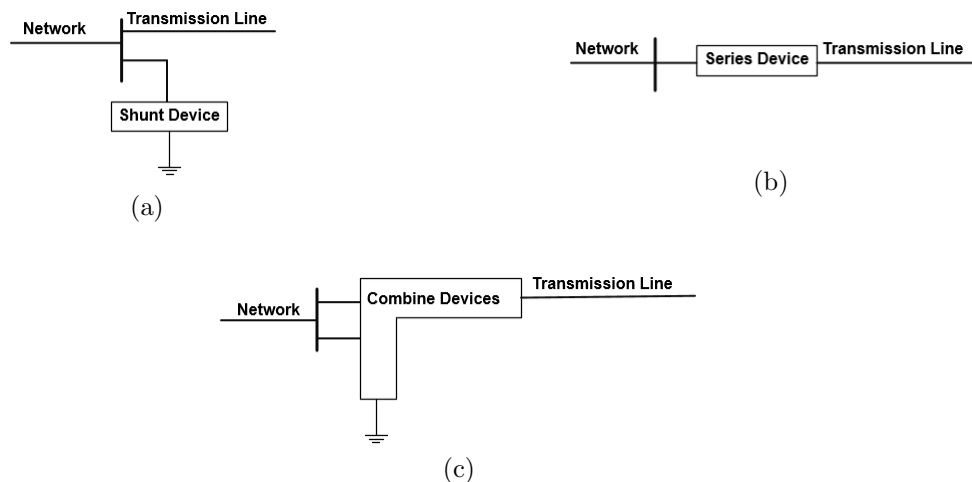 Transmission Line
Network
Shunt Device
(a)
Network
Series Device
Transmission Line
(b)
Network
Combine Devices
Transmission Line
(c)